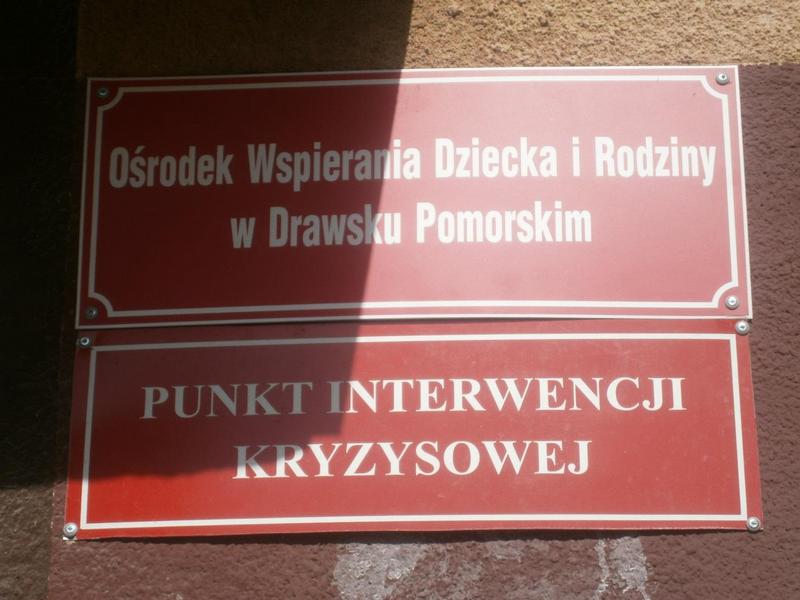 Ośrodek Wspierania Dziecka i Rodziny
w Drawsku Pomorskim
PUNKT INTERWENCJI
KRYZYSOWEJ